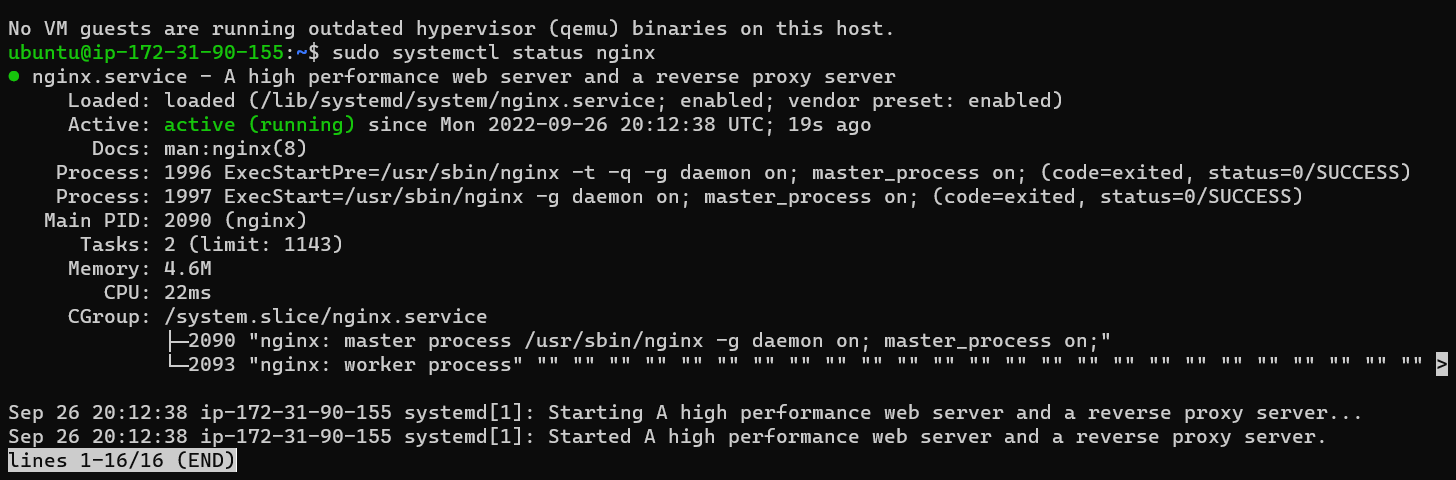 No VM guests are running outdated hypervisor (qemu) binaries on this host.
ubuntu@ip-172-31-90-155:~$ sudo systemctl status nginx
● nginx.service - A high performance web server and a reverse proxy server
     Loaded: loaded (/lib/systemd/system/nginx.service; enabled; vendor preset: enabled)
     Active: active (running) since Mon 2022-09-26 20:12:38 UTC; 19s ago
       Docs: man:nginx(8)
    Process: 1996 ExecStartPre=/usr/sbin/nginx -t -q -g daemon on; master_process on; (code=exited, status=0/SUCCESS)
    Process: 1997 ExecStart=/usr/sbin/nginx -g daemon on; master_process on; (code=exited, status=0/SUCCESS)
   Main PID: 2090 (nginx)
      Tasks: 2 (limit: 1143)
     Memory: 4.6M
        CPU: 22ms
     CGroup: /system.slice/nginx.service
             ├─2090 "nginx: master process /usr/sbin/nginx -g daemon on; master_process on;"
             └─2093 "nginx: worker process" "" "" "" "" "" "" "" "" "" "" "" "" "" "" "" "" "" "" "" "" "" "" "" "" "" >

Sep 26 20:12:38 ip-172-31-90-155 systemd[1]: Starting A high performance web server and a reverse proxy server...
Sep 26 20:12:38 ip-172-31-90-155 systemd[1]: Started A high performance web server and a reverse proxy server.
lines 1-16/16 (END)